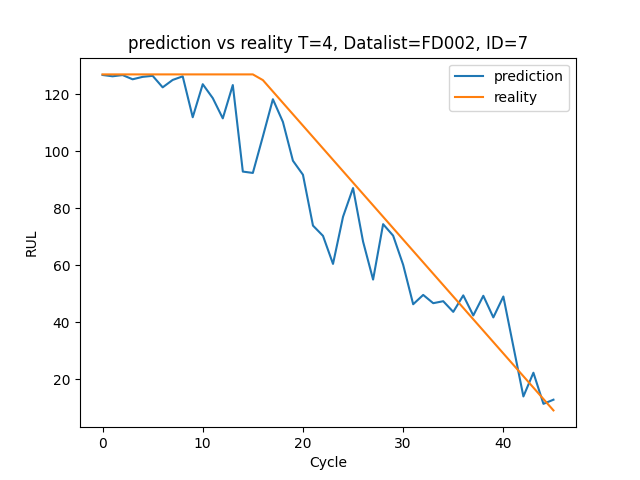 prediction vs reality T=4, Datalist=FD002, ID=7
prediction
reality
RUL
120
100
80
60
40
20
0 10 20 30 40
Cycle